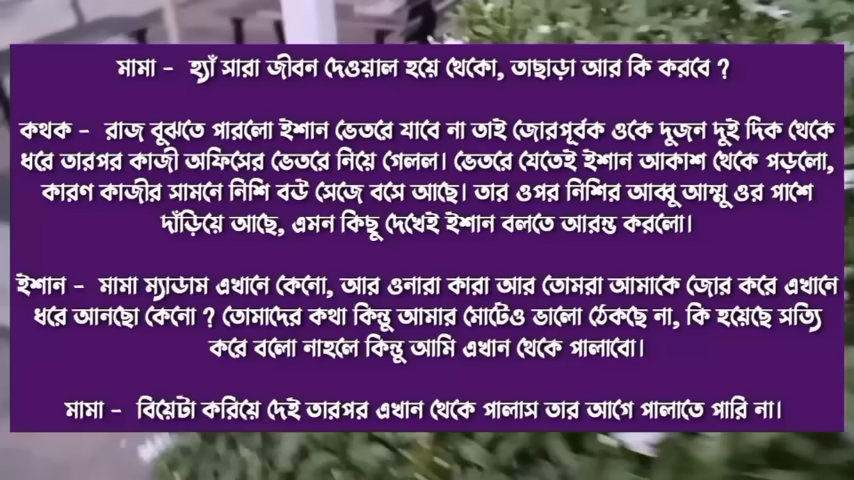 মামা - হ্যাঁ সারা জীবন দেওয়াল হয়ে থেকো, তাছাড়া আর কি করবে ?
কথক - রাজ বুঝতে পারলো ইশান ভেতরে যাবে না তাই জোরপূর্বক ওকে দুজন দুই দিক থেকে
ধরে তারপর কাজী অফিসের ভেতরে নিয়ে গেলল। ভেতরে যেতেই ইশান আকাশ থেকে পড়লো,
কারণ কাজীর সামনে নিশি বউ সেজে বসে আছে। তার ওপর নিশির আব্বু আম্মু ওর পাশে
দাঁড়িয়ে আছে, এমন কিছু দেখেই ইশান বলতে আরম্ভ করলো।
ইশান - মামা ম্যাডাম এখানে কেনো, আর ওনারা কারা আর তোমরা আমাকে জোর করে এখানে
ধরে আনছো কেনো ? তোমাদের কথা কিন্তু আমার মোটেও ভালো ঠেকছে না, কি হয়েছে সত্যি
করে বলো নাহলে কিন্তু আমি এখান থেকে পালাবো।
মামা - বিয়েটা করিয়ে দেই তারপর এখান থেকে পালাস তার আগে পালাতে পারি না।